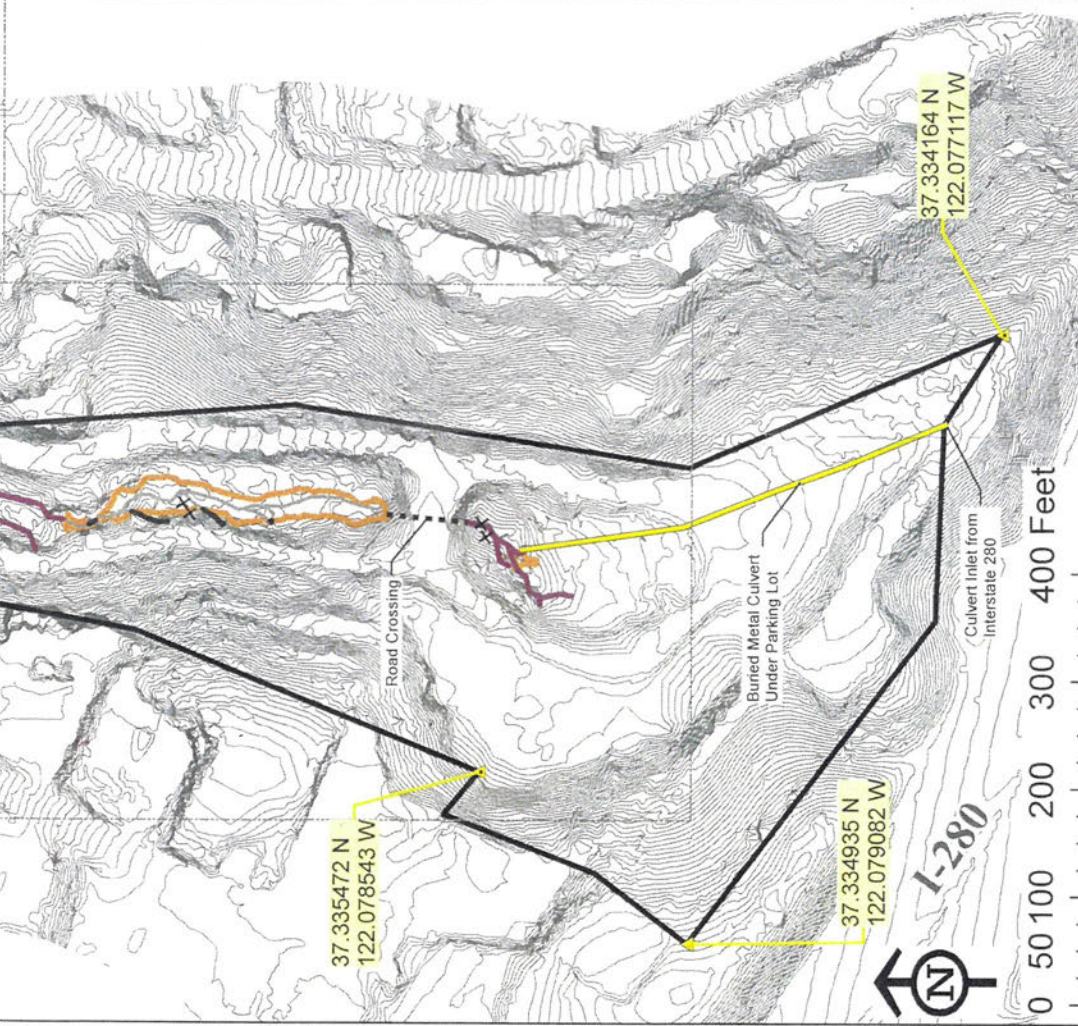 37.334164 N
122.077117 W
Road Crossing
Buried Metal Culvert
Under Parking Lot
Culvert Inlet from
Interstate 280
37.335472 N
122.078543 W
37.334935 N
122.079082 W
I-280
N
0 50 100 200 300 400 Feet